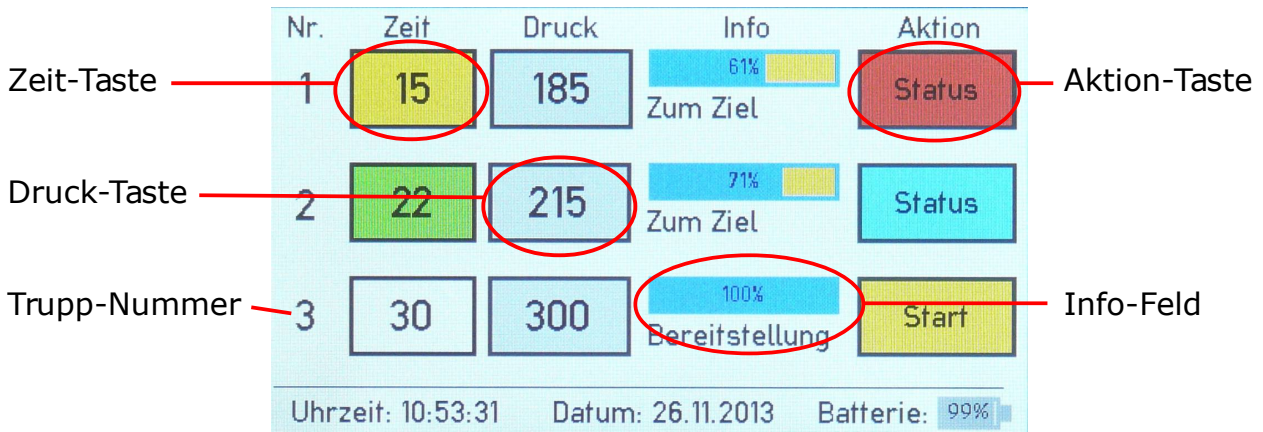 Nr. Zeit Druck Info Aktion
Zeit-Taste 1 15 185 61% Status Aktion-Taste
Zum Ziel
Druck-Taste 2 22 215 71% Status
Zum Ziel
Trupp-Nummer 3 30 300 100% Start Info-Feld
Bereitstellung
Uhrzeit: 10:53:31 Datum: 26.11.2013 Batterie: 99%